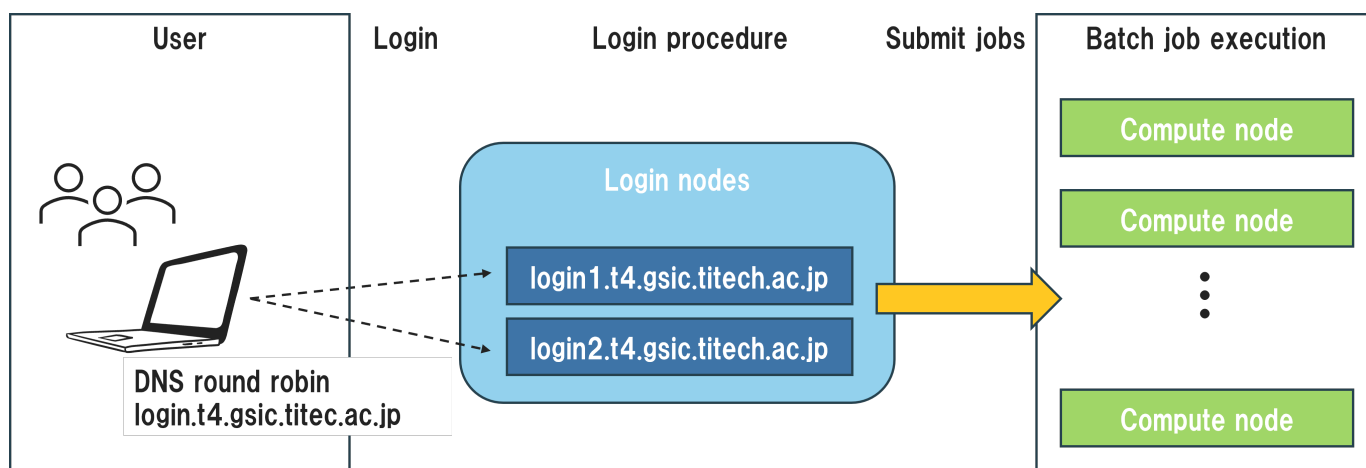 User
Login
Login procedure
Submit jobs
Batch job execution
Login nodes
login1.t4.gsic.titech.ac.jp
login2.t4.gsic.titech.ac.jp
DNS round robin
login.t4.gsic.titec.ac.jp
Compute node
Compute node
Compute node